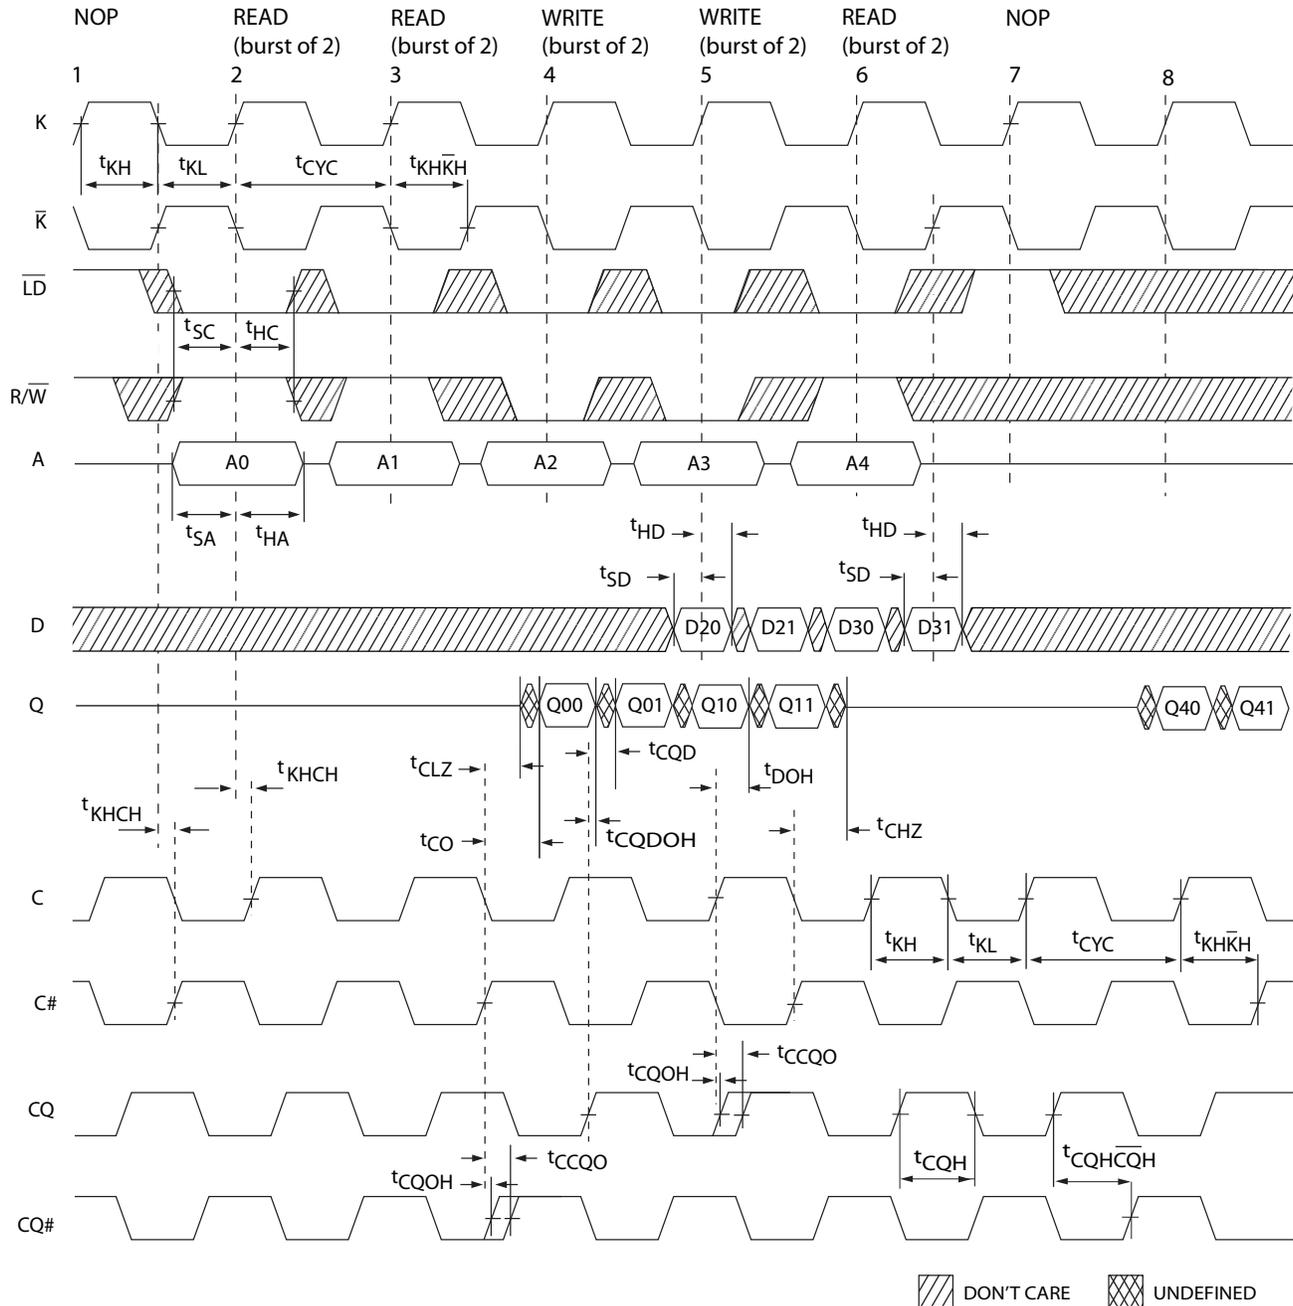 NOP READ READ WRITE WRITE READ NOP
(burst of 2) (burst of 2) (burst of 2) (burst of 2) (burst of 2)
1 2 3 4 5 6 7 8
K
tKH tKL tCYC tKHK̅H
K̅
L̅D̅
tSC tHC
R/W̅
A A0 A1 A2 A3 A4
tSA tHA tHD tHD
tSD tSD
D D20 D21 D30 D31
Q Q00 Q01 Q10 Q11 Q40 Q41
tCLZ tKHCH tCQD tDOH
tKHCH tCO tCQDOH tCHZ
C
tKH tKL tCYC tKHK̅H
C#
tCCQO
tCQOH
CQ
tCQH tCQHC̅Q̅H
tCCQO
tCQOH
CQ#
DON'T CARE UNDEFINED